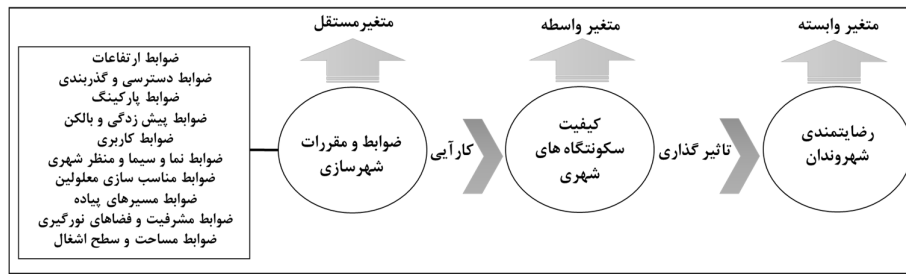 متغیر وابسته
متغیر واسطه
متغیرمستقل
رضایتمندی
شهروندان
تاثیر گذاری
کیفیت
سکونتگاه های
شهری
کارآیی
ضوابط و مقررات
شهرسازی
ضوابط ارتفاعات
ضوابط دسترسی و گذربندی
ضوابط پارکینگ
ضوابط پیش زدگی و بالکن
ضوابط کاربری
ضوابط نما و سیما و منظر شهری
ضوابط مناسب سازی معلولین
ضوابط مسیرهای پیاده
ضوابط مشرفیت و فضاهای نورگیری
ضوابط مساحت و سطح اشغال